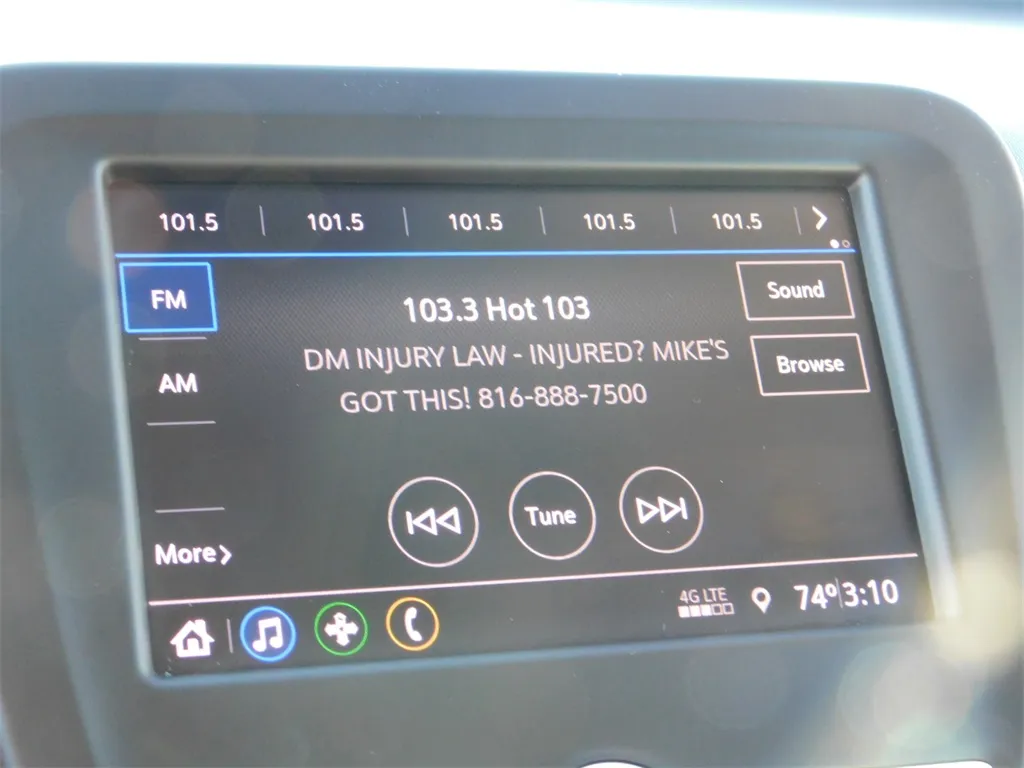 101.5 101.5 101.5 101.5 101.5
FM
103.3 Hot 103
Sound
DM INJURY LAW - INJURED? MIKE'S
GOT THIS! 816-888-7500
Browse
AM
Tune
More
4G LTE
74° 3:10